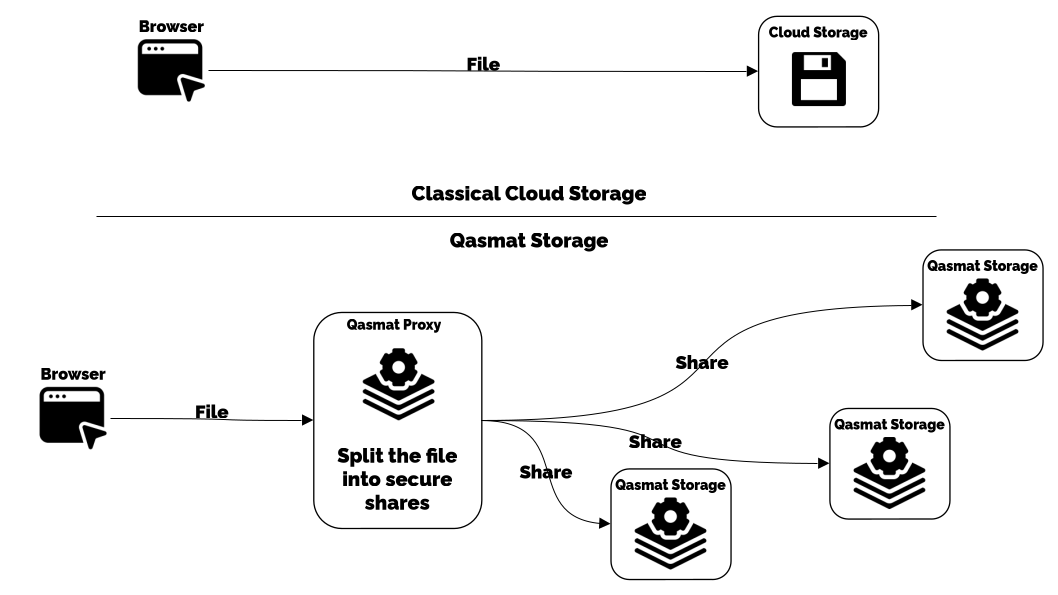 Browser
Cloud Storage
File
Classical Cloud Storage
Qasmat Storage
Qasmat Storage
Qasmat Proxy
Share
Browser
File
Qasmat Storage
Share
Split the file
into secure
shares
Share
Qasmat Storage